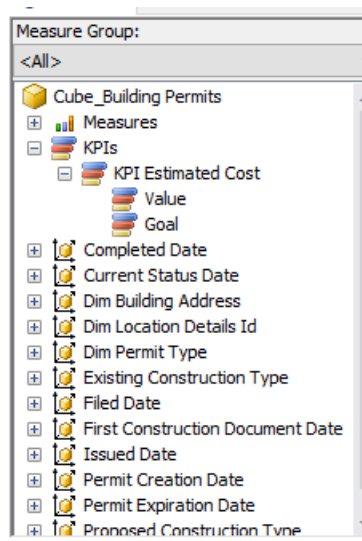 Measure Group:
<All>
Cube_Building Permits
Measures
KPIs
KPI Estimated Cost
Value
Goal
Completed Date
Current Status Date
Dim Building Address
Dim Location Details Id
Dim Permit Type
Existing Construction Type
Filed Date
First Construction Document Date
Issued Date
Permit Creation Date
Permit Expiration Date
Proposed Construction Type